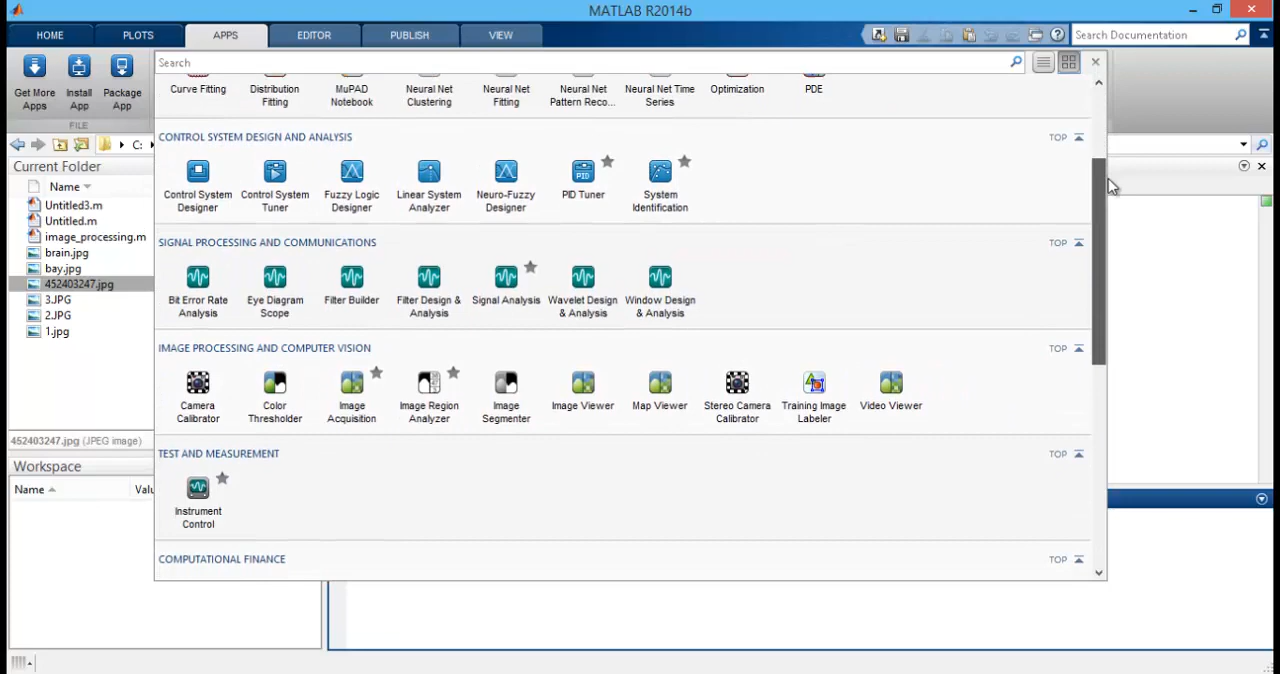 MATLAB R2014b
HOME PLOTS APPS EDITOR PUBLISH VIEW Search Documentation
Get More Apps Install App Package App
FILE
Search
C:
Current Folder
Name
Untitled3.m
Untitled.m
image_processing.m
brain.jpg
bay.jpg
452403247.jpg
3.JPG
2.JPG
1.jpg
452403247.jpg (JPEG image)
Workspace
Name Valu
Curve Fitting Distribution Fitting MuPAD Notebook Neural Net Clustering Neural Net Fitting Neural Net Pattern Reco... Neural Net Time Series Optimization PDE
CONTROL SYSTEM DESIGN AND ANALYSIS TOP
Control System Designer Control System Tuner Fuzzy Logic Designer Linear System Analyzer Neuro-Fuzzy Designer PID Tuner System Identification
PID
SIGNAL PROCESSING AND COMMUNICATIONS TOP
Bit Error Rate Analysis Eye Diagram Scope Filter Builder Filter Design & Analysis Signal Analysis Wavelet Design & Analysis Window Design & Analysis
IMAGE PROCESSING AND COMPUTER VISION TOP
Camera Calibrator Color Thresholder Image Acquisition Image Region Analyzer Image Segmenter Image Viewer Map Viewer Stereo Camera Calibrator Training Image Labeler Video Viewer
TEST AND MEASUREMENT TOP
Instrument Control
COMPUTATIONAL FINANCE TOP